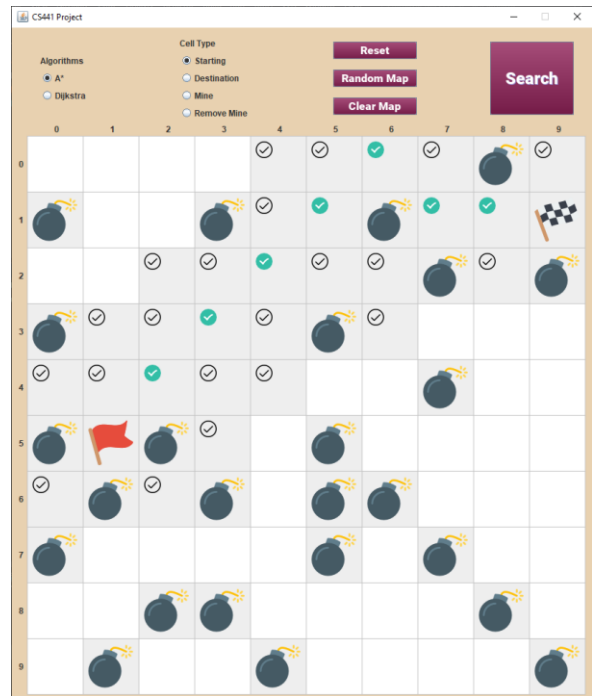 CS441 Project
Algorithms
A*
Dijkstra
Cell Type
Starting
Destination
Mine
Remove Mine
Reset
Random Map
Clear Map
Search
0 1 2 3 4 5 6 7 8 9
0
1
2
3
4
5
6
7
8
9